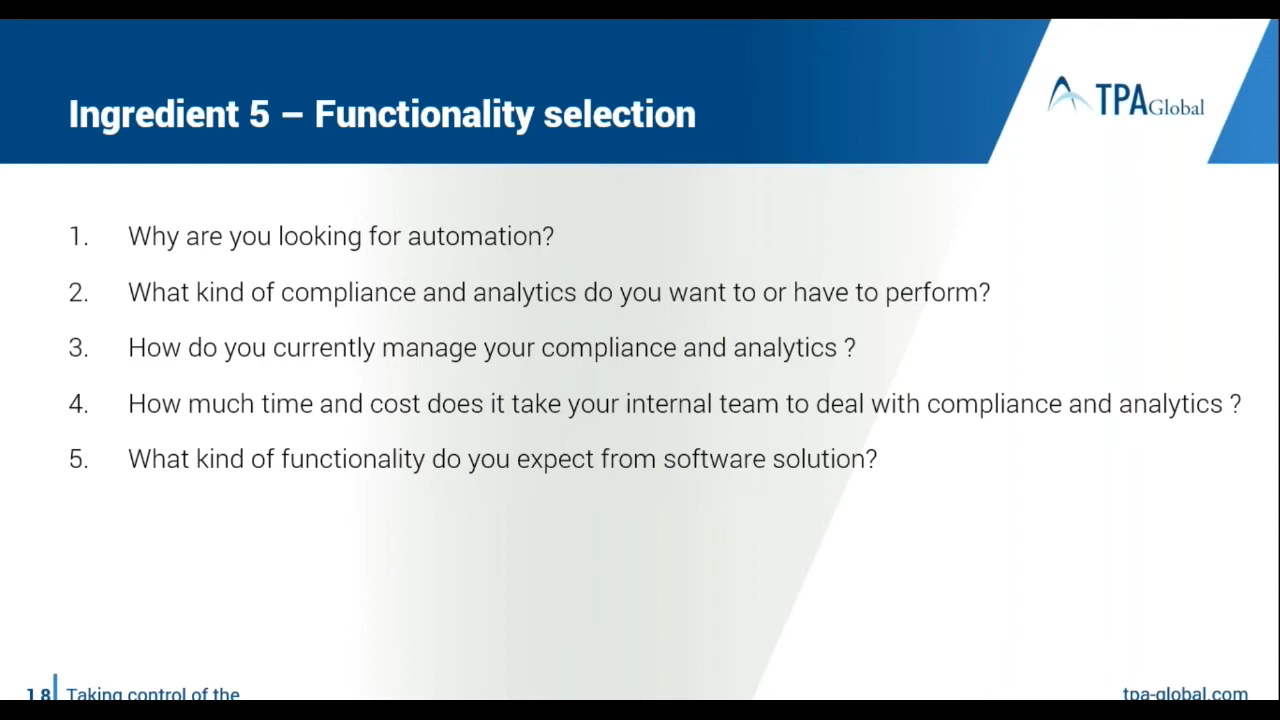 Ingredient 5 – Functionality selection
TPA Global
1. Why are you looking for automation?
2. What kind of compliance and analytics do you want to or have to perform?
3. How do you currently manage your compliance and analytics ?
4. How much time and cost does it take your internal team to deal with compliance and analytics ?
5. What kind of functionality do you expect from software solution?
18 Taking control of the
tpa-global.com